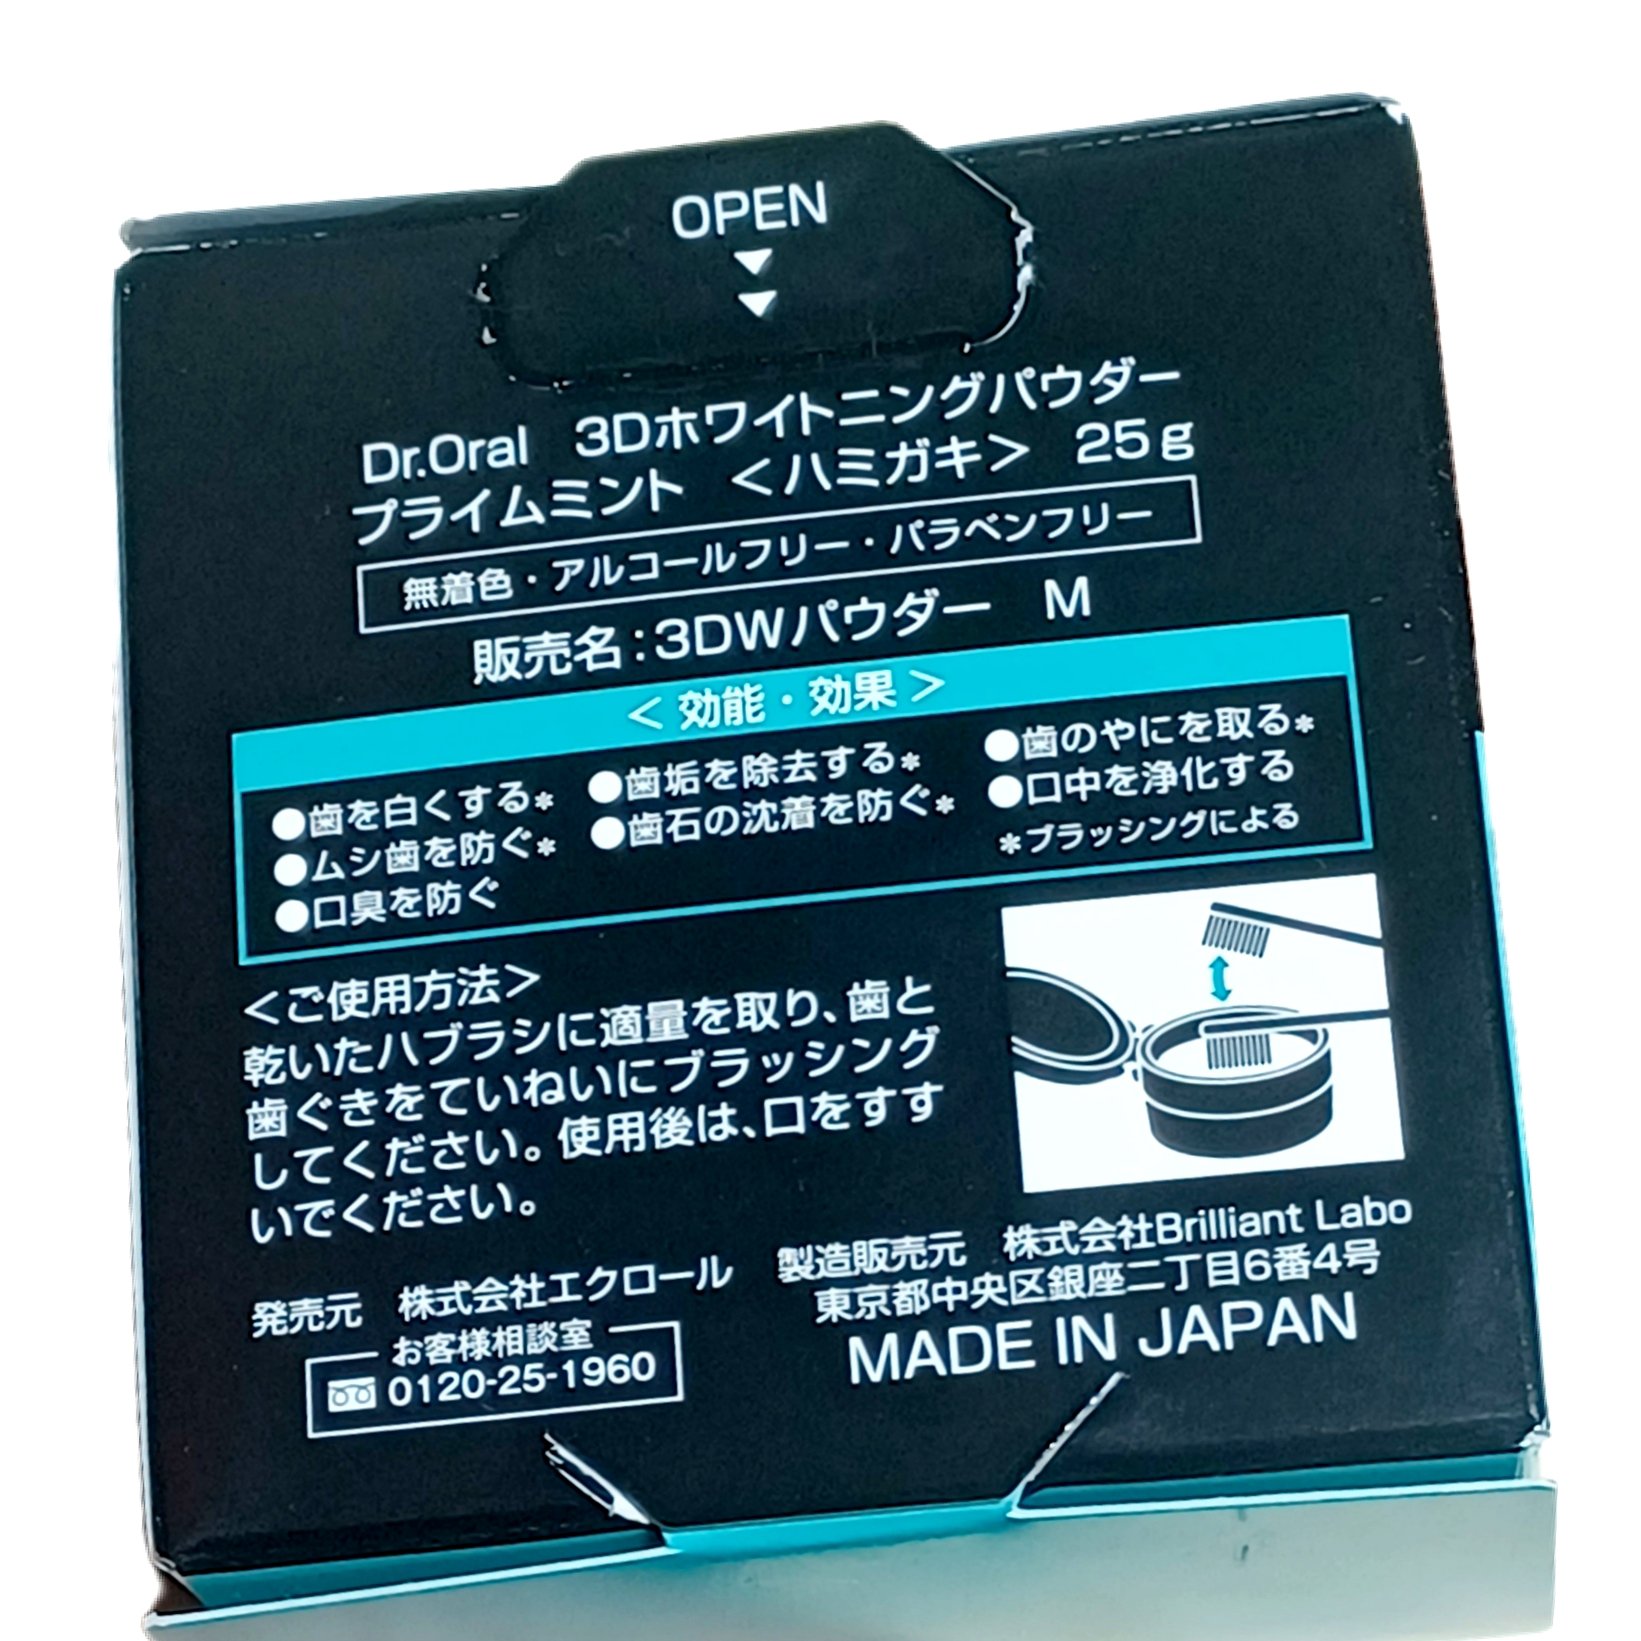 OPEN
Dr.Oral 3Dホワイトニングパウダー
プライムミント <ハミガキ> 25g
無着色・アルコールフリー・パラベンフリー
販売名:3DWパウダー M
<効能・効果>
●歯を白くする* ●歯垢を除去する* ●歯のやにを取る*
●ムシ歯を防ぐ* ●歯石の沈着を防ぐ* ●口中を浄化する
●口臭を防ぐ *ブラッシングによる
<ご使用方法>
乾いたハブラシに適量を取り、歯と
歯ぐきをていねいにブラッシング
してください。使用後は、口をすす
いでください。
発売元 株式会社エクロール
お客様相談室
0120-25-1960
製造販売元 株式会社Brilliant Labo
東京都中央区銀座二丁目6番4号
MADE IN JAPAN